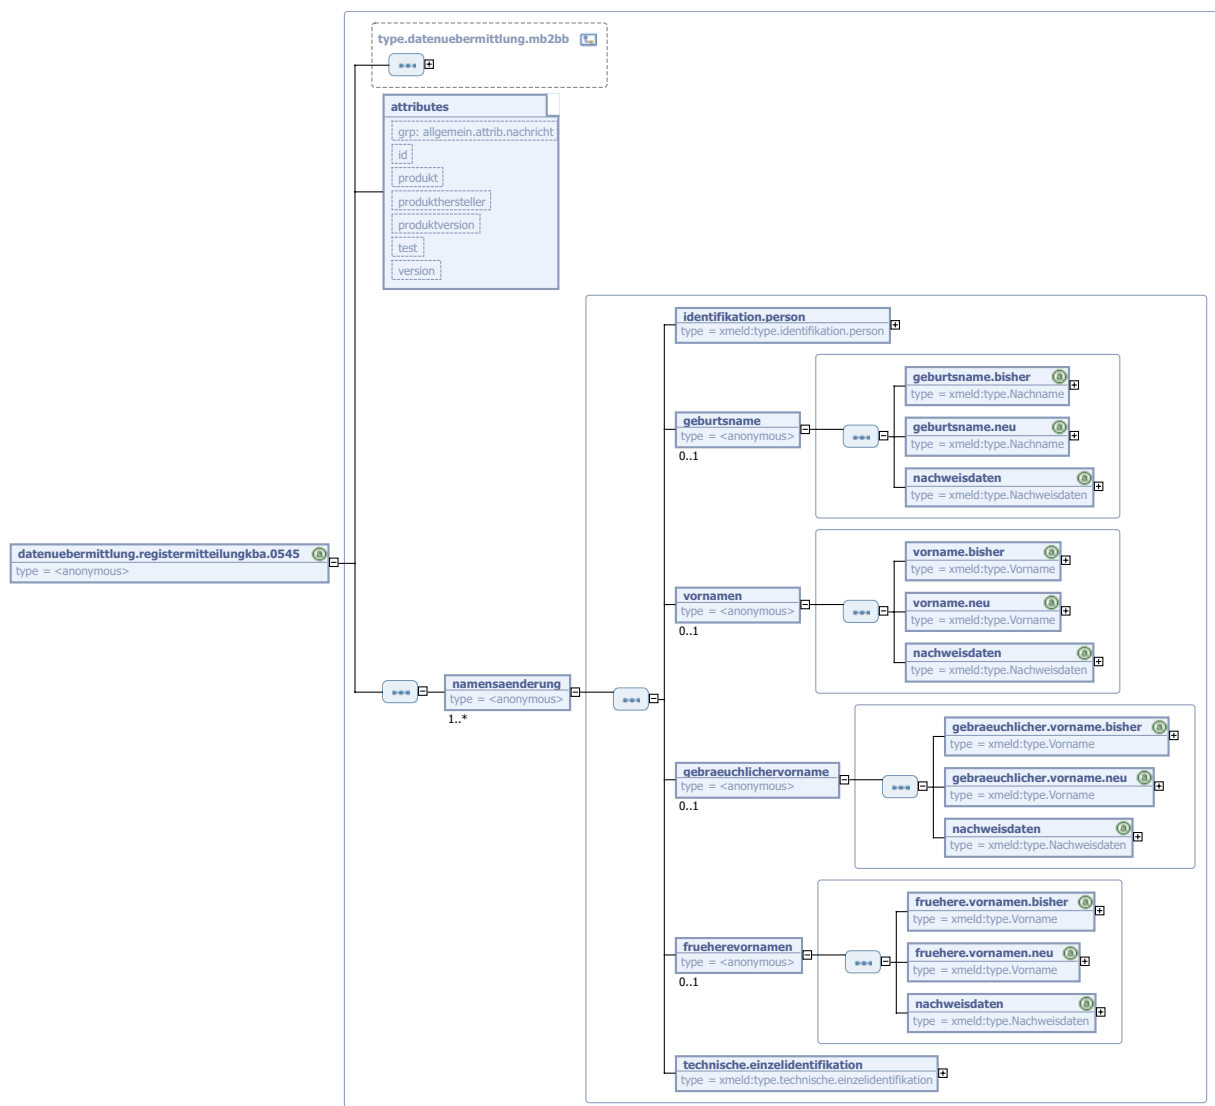 type.datenuebermittlung.mb2bb
attributes
grp: allgemein.attrib.nachricht
id
produkt
produkthersteller
produktversion
test
version
identifikation.person
type = xmeld:type.identifikation.person
geburtsname.bisher
type = xmeld:type.Nachname
geburtsname
type = <anonymous>
0..1
geburtsname.neu
type = xmeld:type.Nachname
nachweisdaten
type = xmeld:type.Nachweisdaten
datenuebermittlung.registermitteilungkba.0545
type = <anonymous>
vorname.bisher
type = xmeld:type.Vorname
vornamen
type = <anonymous>
0..1
vorname.neu
type = xmeld:type.Vorname
nachweisdaten
type = xmeld:type.Nachweisdaten
namensaenderung
type = <anonymous>
1..*
gebraeuchlicher.vorname.bisher
type = xmeld:type.Vorname
gebraeuchlichervorname
type = <anonymous>
0..1
gebraeuchlicher.vorname.neu
type = xmeld:type.Vorname
nachweisdaten
type = xmeld:type.Nachweisdaten
fruehere.vornamen.bisher
type = xmeld:type.Vorname
frueherevornamen
type = <anonymous>
0..1
fruehere.vornamen.neu
type = xmeld:type.Vorname
nachweisdaten
type = xmeld:type.Nachweisdaten
technische.einzelidentifikation
type = xmeld:type.technische.einzelidentifikation